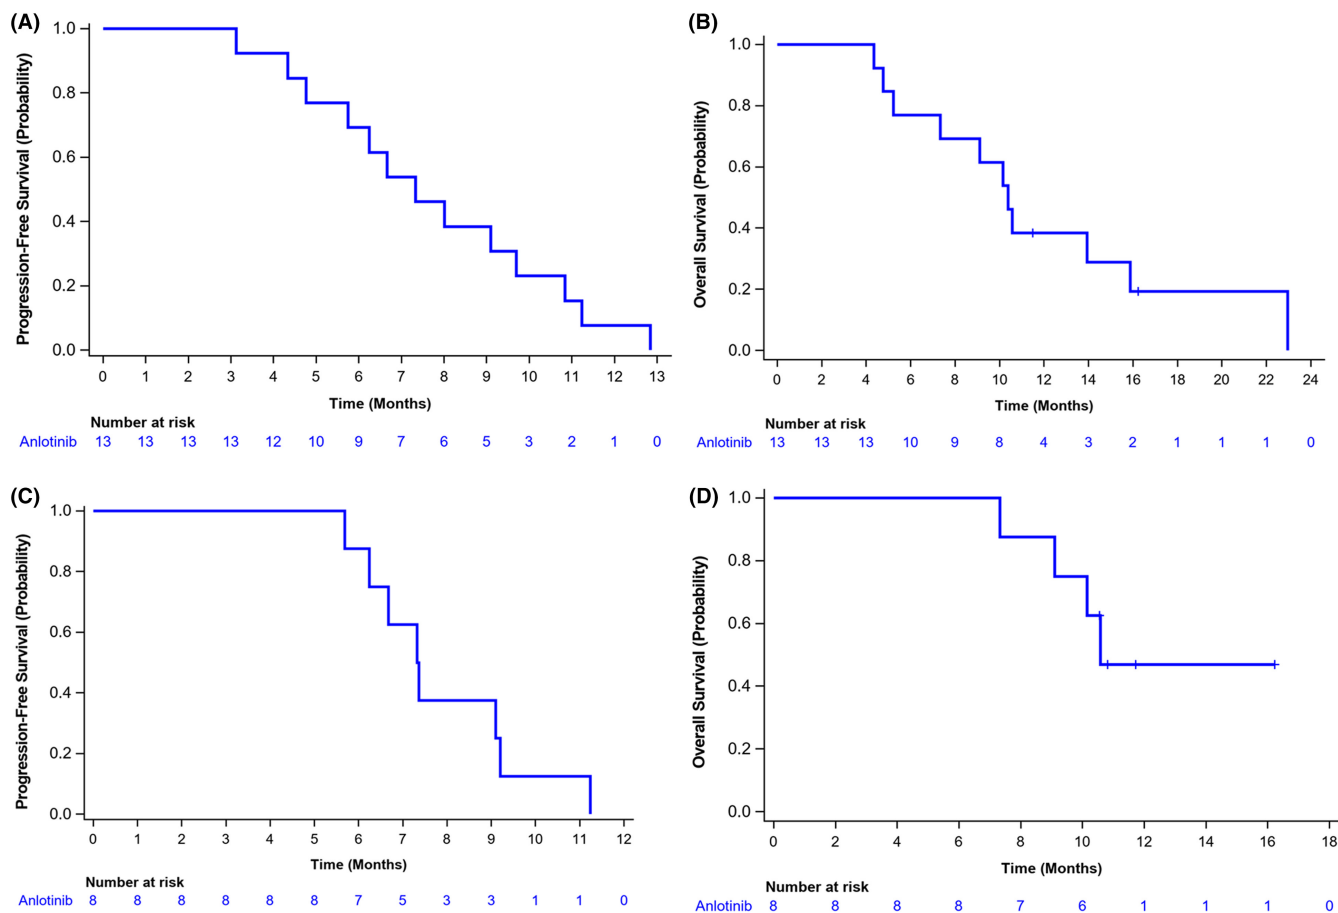 (A)
Progression-Free Survival (Probability)
1.0
0.8
0.6
0.4
0.2
0.0
0 1 2 3 4 5 6 7 8 9 10 11 12 13
Time (Months)
Number at risk
Anlotinib 13 13 13 13 12 10 9 7 6 5 3 2 1 0
(B)
Overall Survival (Probability)
1.0
0.8
0.6
0.4
0.2
0.0
0 2 4 6 8 10 12 14 16 18 20 22 24
Time (Months)
Number at risk
Anlotinib 13 13 13 10 9 8 4 3 2 1 1 1 0
(C)
Progression-Free Survival (Probability)
1.0
0.8
0.6
0.4
0.2
0.0
0 1 2 3 4 5 6 7 8 9 10 11 12
Time (Months)
Number at risk
Anlotinib 8 8 8 8 8 8 7 5 3 3 1 1 0
(D)
Overall Survival (Probability)
1.0
0.8
0.6
0.4
0.2
0.0
0 2 4 6 8 10 12 14 16 18
Time (Months)
Number at risk
Anlotinib 8 8 8 8 7 6 1 1 1 0